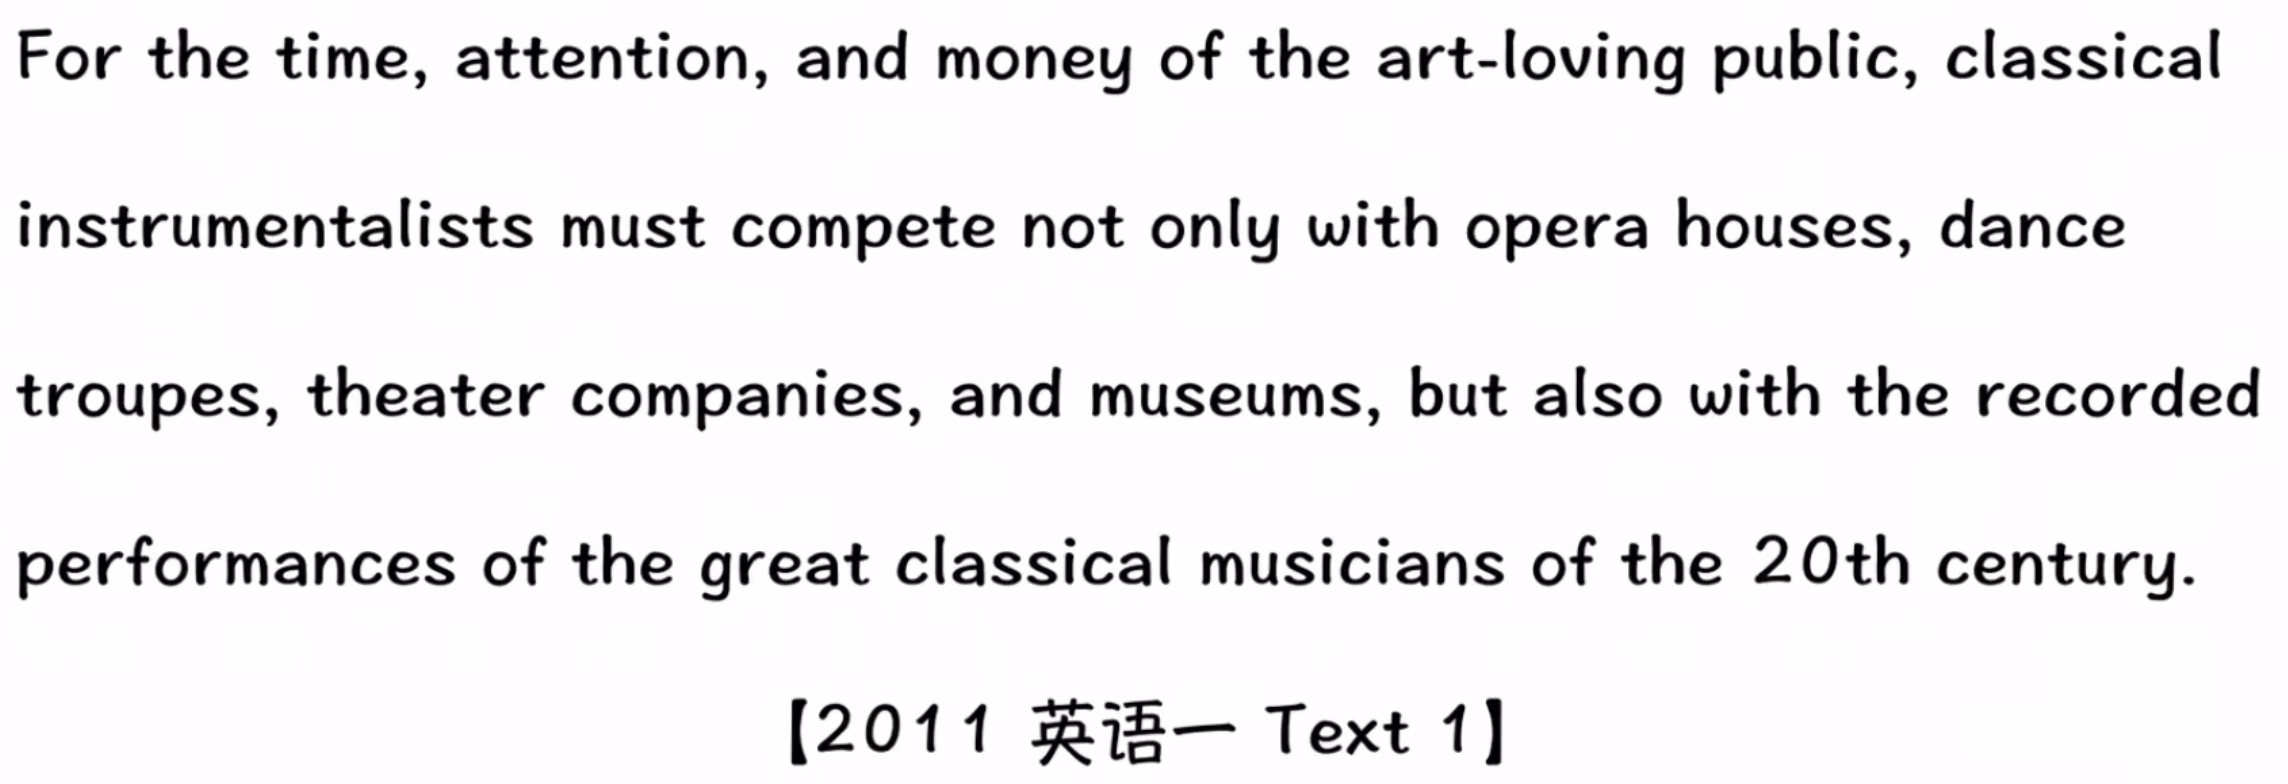 For the time, attention, and money of the art-loving public, classical
instrumentalists must compete not only with opera houses, dance
troupes, theater companies, and museums, but also with the recorded
performances of the great classical musicians of the 20th century.
【2011 英语一 Text 1】